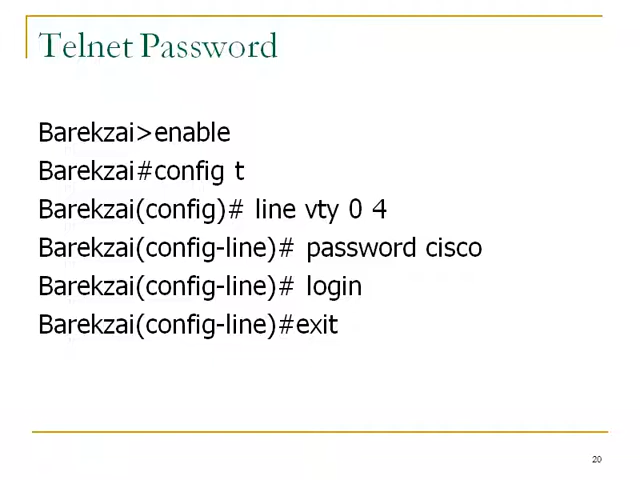 Telnet Password
Barekzai>enable
Barekzai#config t
Barekzai(config)# line vty 0 4
Barekzai(config-line)# password cisco
Barekzai(config-line)# login
Barekzai(config-line)#exit
20